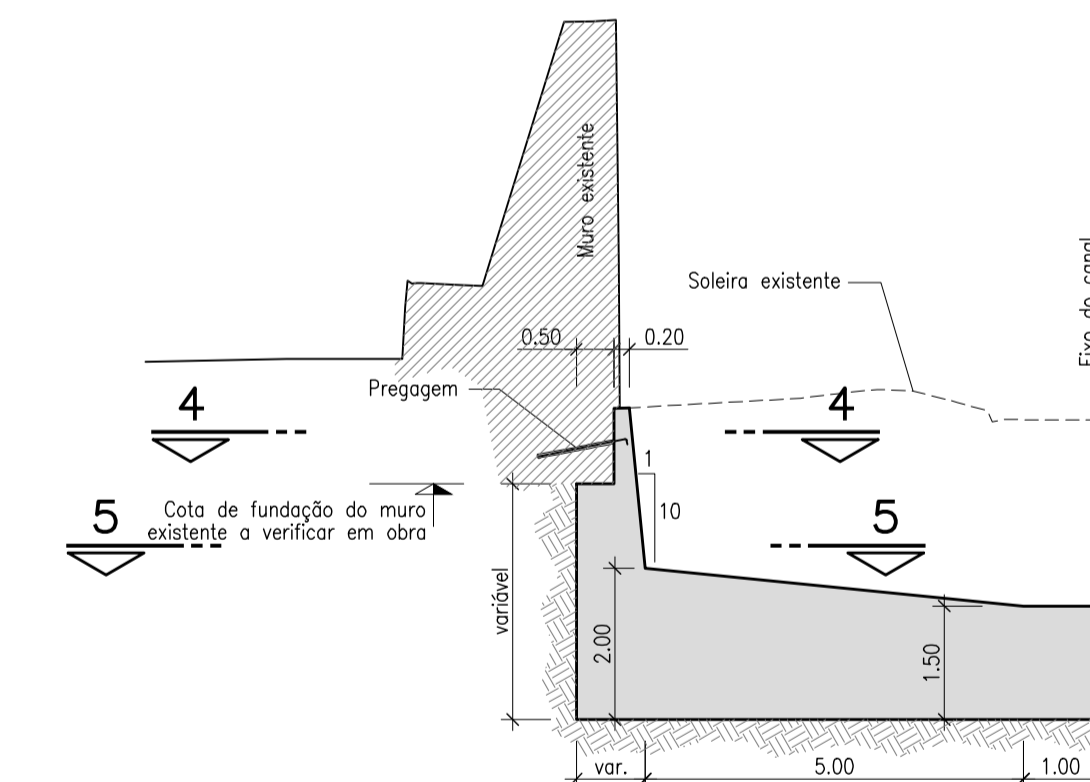 Muro existente
Soleira existente
Eixo do canal
0.50
0.20
Pregagem
4
4
1
10
Cota de fundação do muro
existente a verificar em obra
5
5
variável
2.00
1.50
var.
5.00
1.00